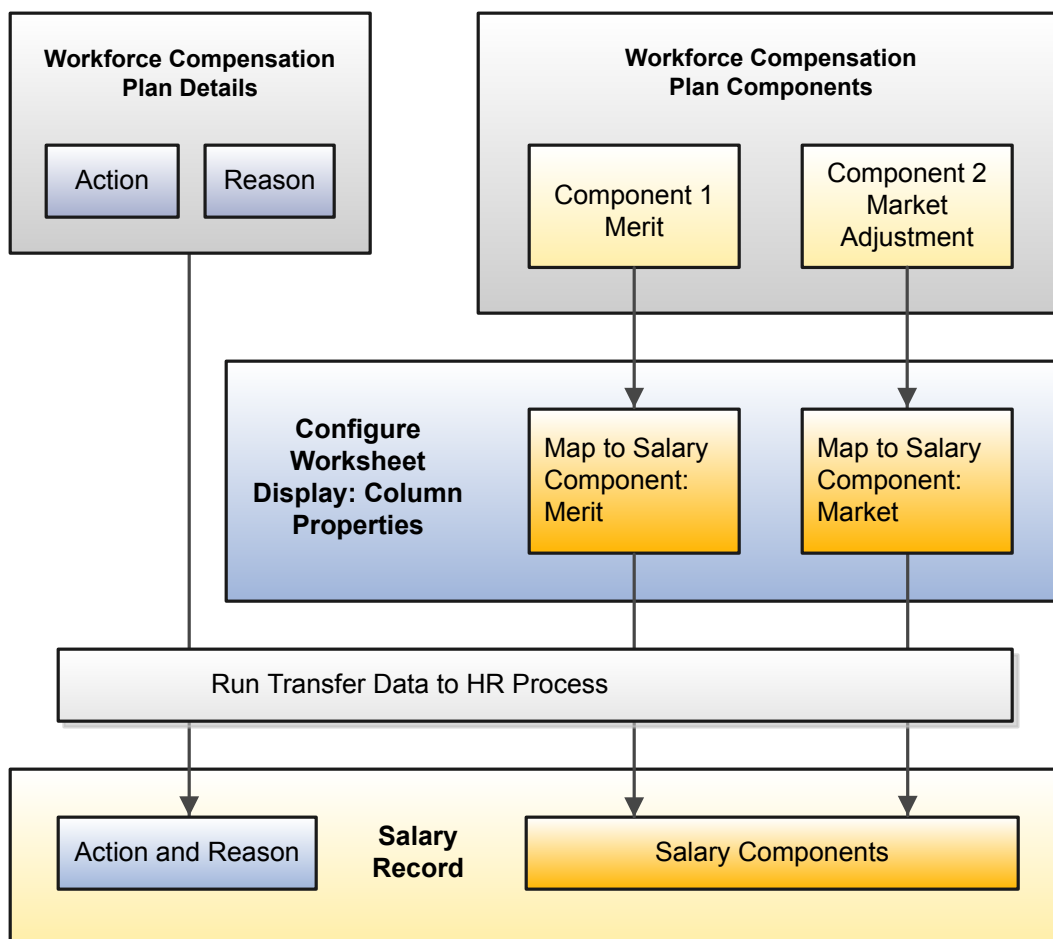 Workforce Compensation
Plan Details
Action
Reason
Workforce Compensation
Plan Components
Component 1
Merit
Component 2
Market
Adjustment
Configure
Worksheet
Display: Column
Properties
Map to Salary
Component:
Merit
Map to Salary
Component:
Market
Run Transfer Data to HR Process
Action and Reason
Salary
Record
Salary Components